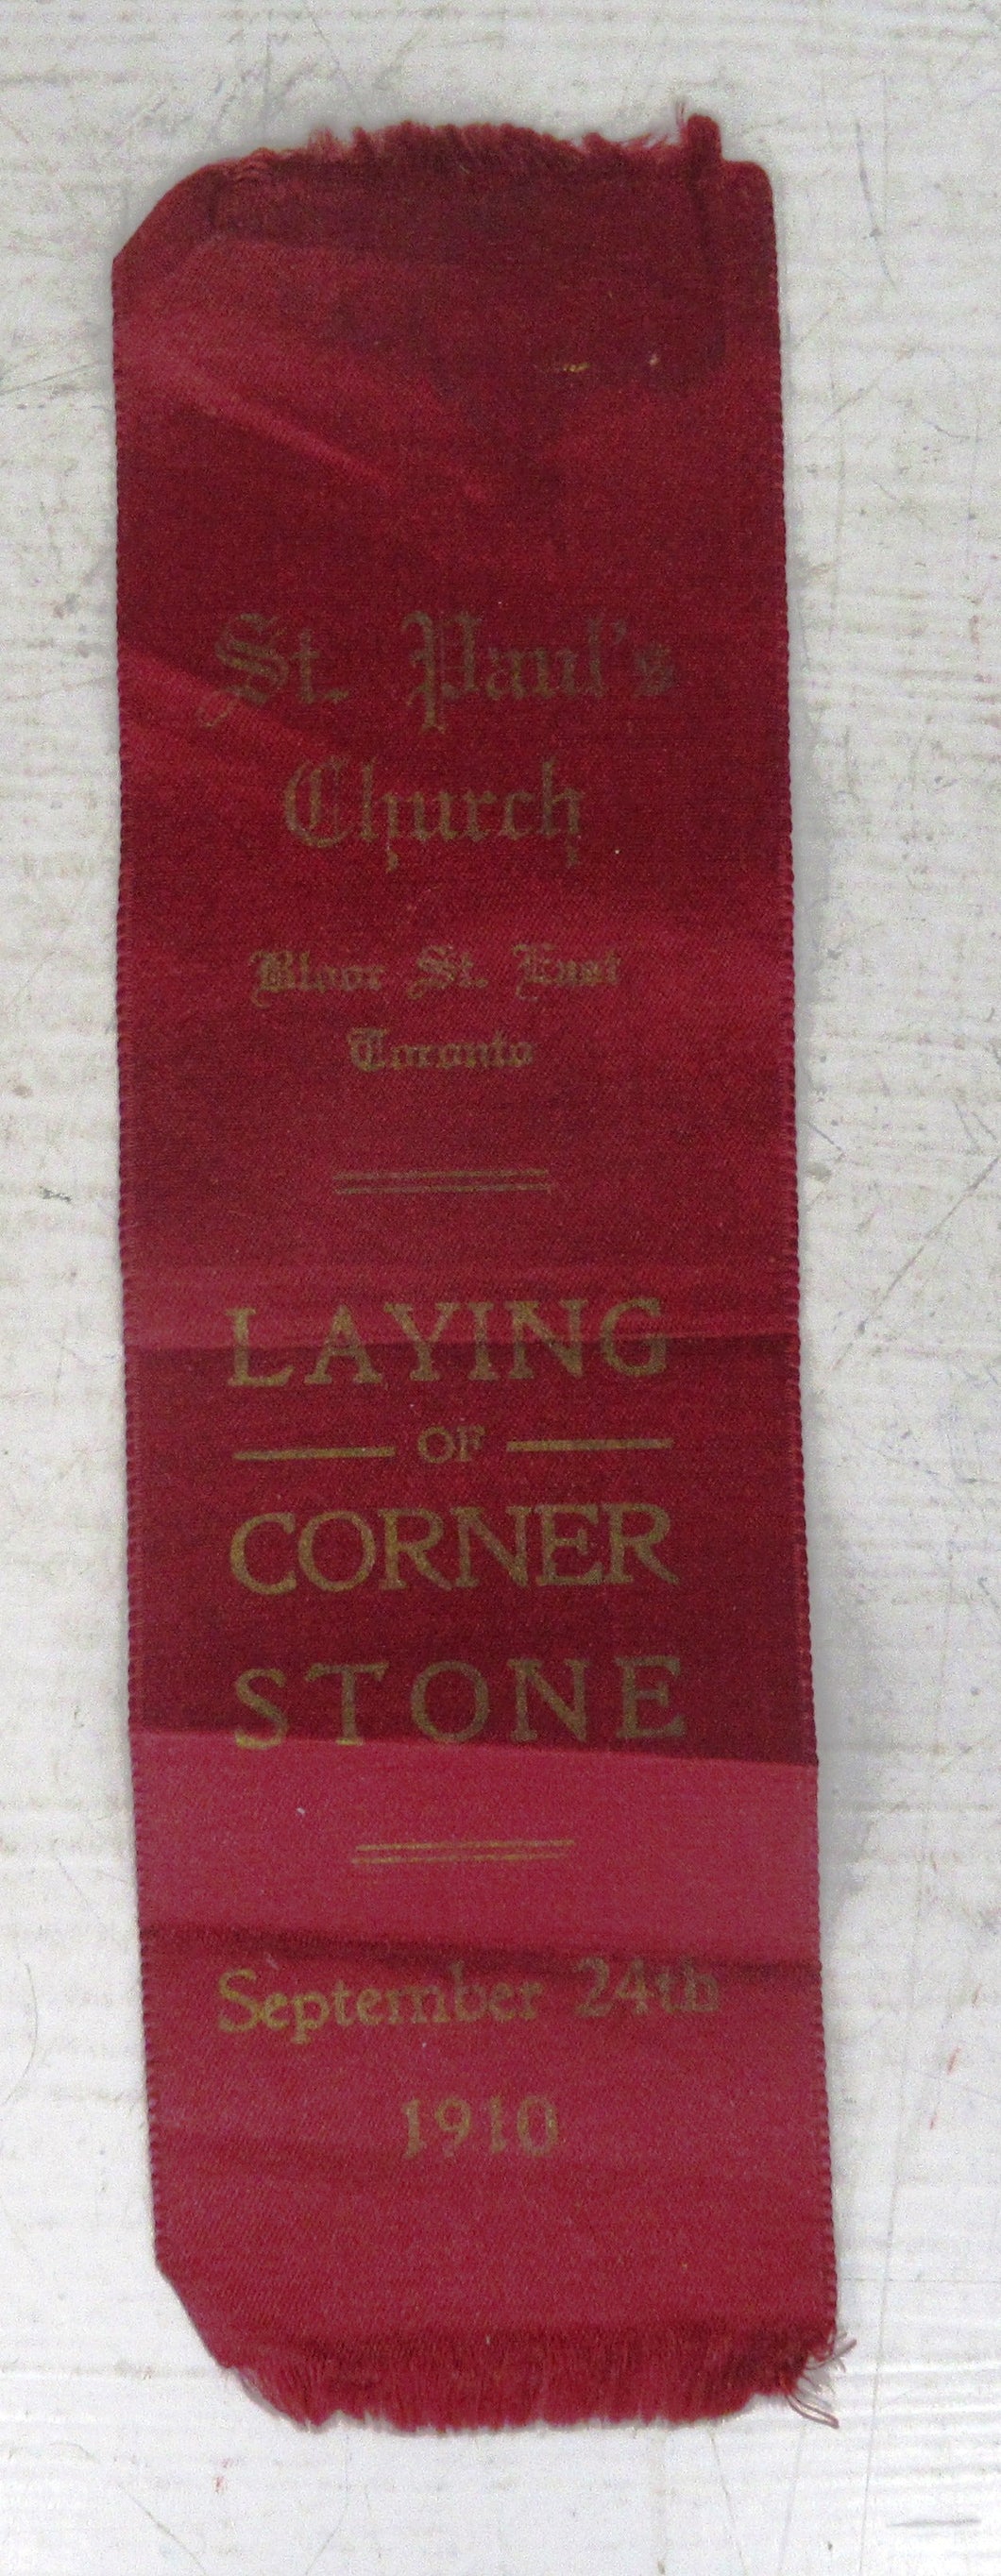 St. Paul's
Church
Bloor St. East
Toronto
LAYING
OF
CORNER
STONE
September 24th
1910